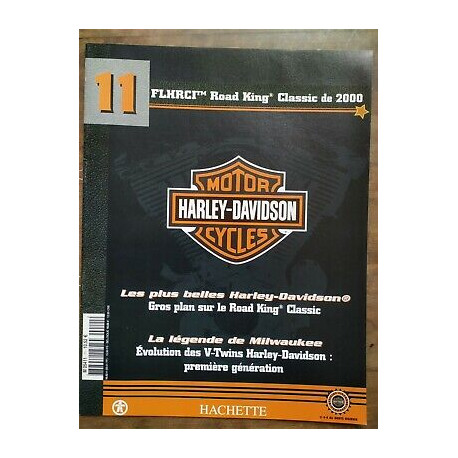 11
FLHRCI™ Road King® Classic de 2000
MOTOR
HARLEY-DAVIDSON
CYCLES
Les plus belles Harley-Davidson®
Gros plan sur le Road King® Classic
La légende de Milwaukee
Évolution des V-Twins Harley-Davidson :
première génération
HACHETTE